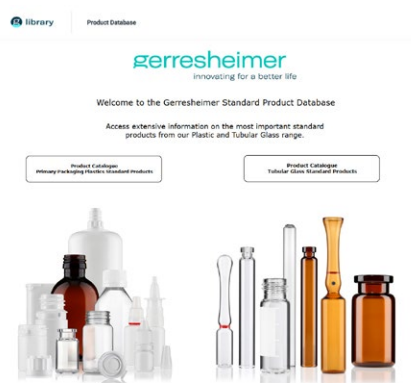 g library Product Database
gerresheimer
innovating for a better life
Welcome to the Gerresheimer Standard Product Database
Access extensive information on the most important standard
products from our Plastic and Tubular Glass range.
Product Catalogue
Primary Packaging Plastics Standard Products
Product Catalogue
Tubular Glass Standard Products